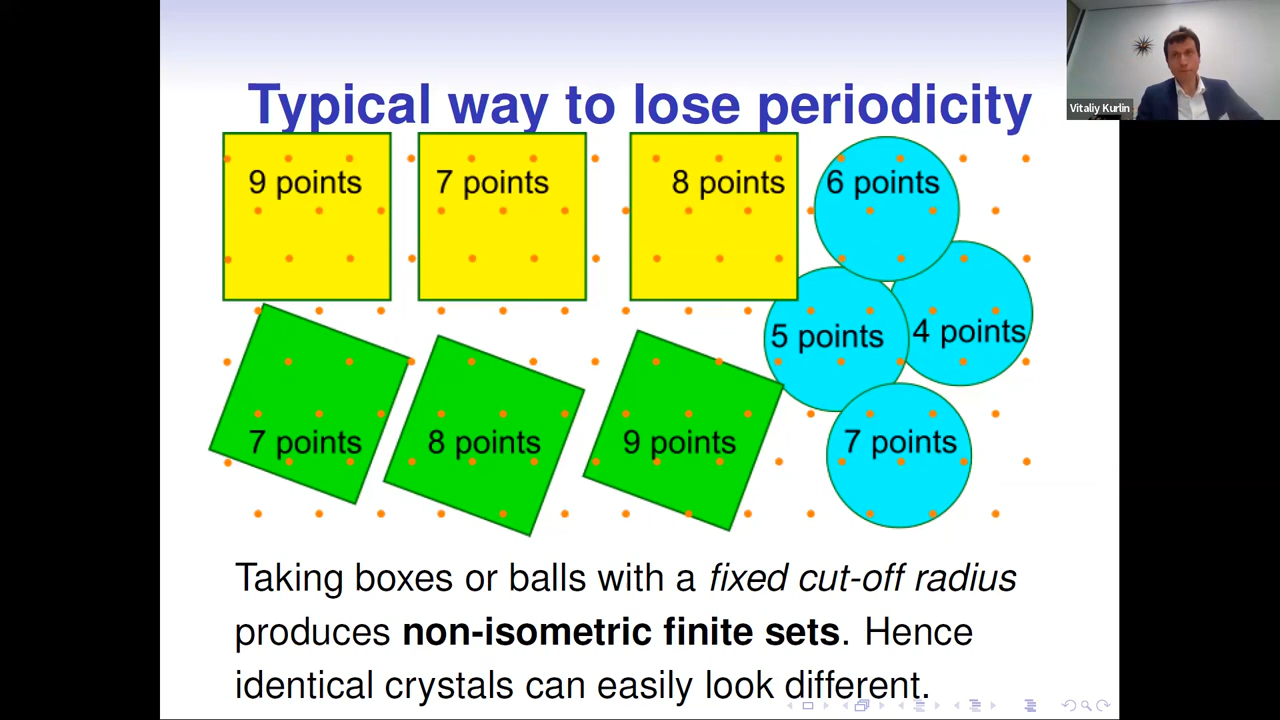 Vitaliy Kurlin
Typical way to lose periodicity
9 points
7 points
8 points
6 points
5 points
4 points
7 points
8 points
9 points
7 points
Taking boxes or balls with a fixed cut-off radius
produces non-isometric finite sets. Hence
identical crystals can easily look different.